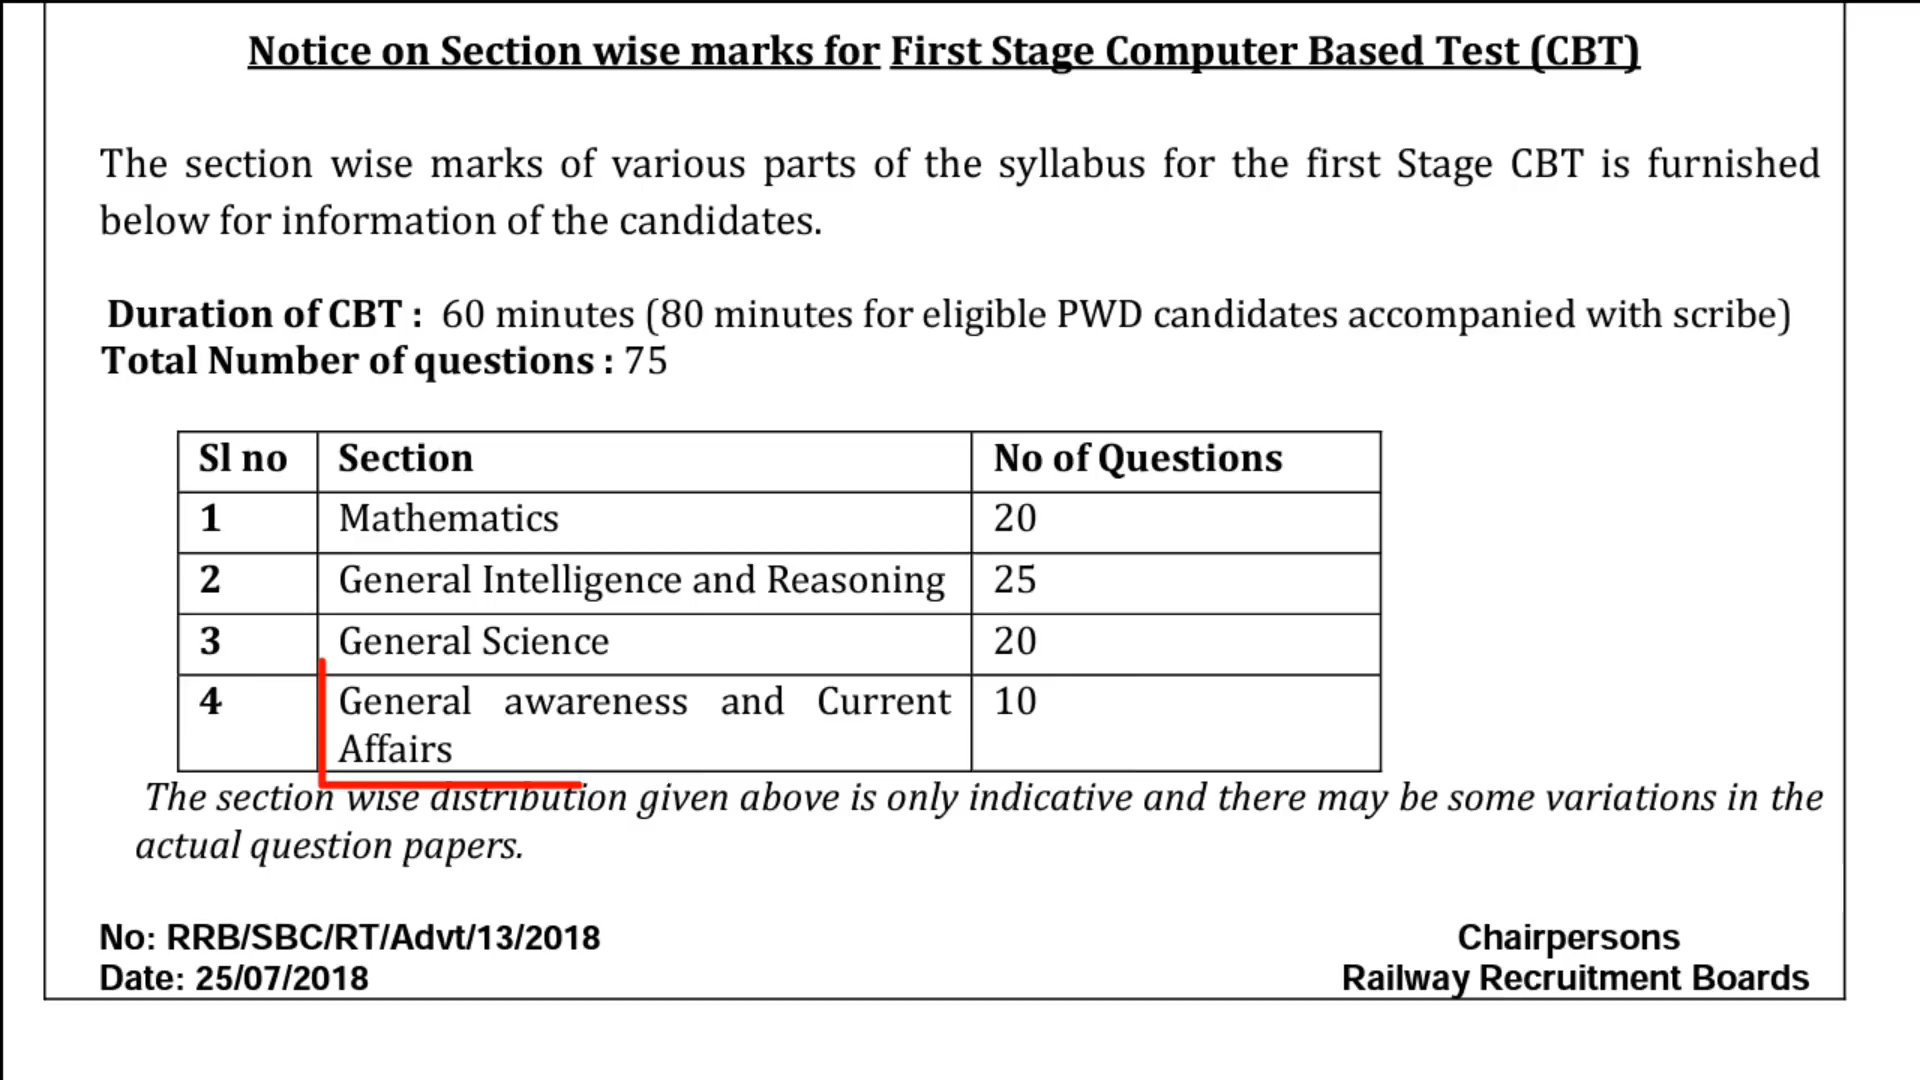 Notice on Section wise marks for First Stage Computer Based Test (CBT)
The section wise marks of various parts of the syllabus for the first Stage CBT is furnished
below for information of the candidates.
Duration of CBT : 60 minutes (80 minutes for eligible PWD candidates accompanied with scribe)
Total Number of questions : 75
Sl no Section No of Questions
1 Mathematics 20
2 General Intelligence and Reasoning 25
3 General Science 20
4 General awareness and Current 10
Affairs
The section wise distribution given above is only indicative and there may be some variations in the
actual question papers.
No: RRB/SBC/RT/Advt/13/2018 Chairpersons
Date: 25/07/2018 Railway Recruitment Boards